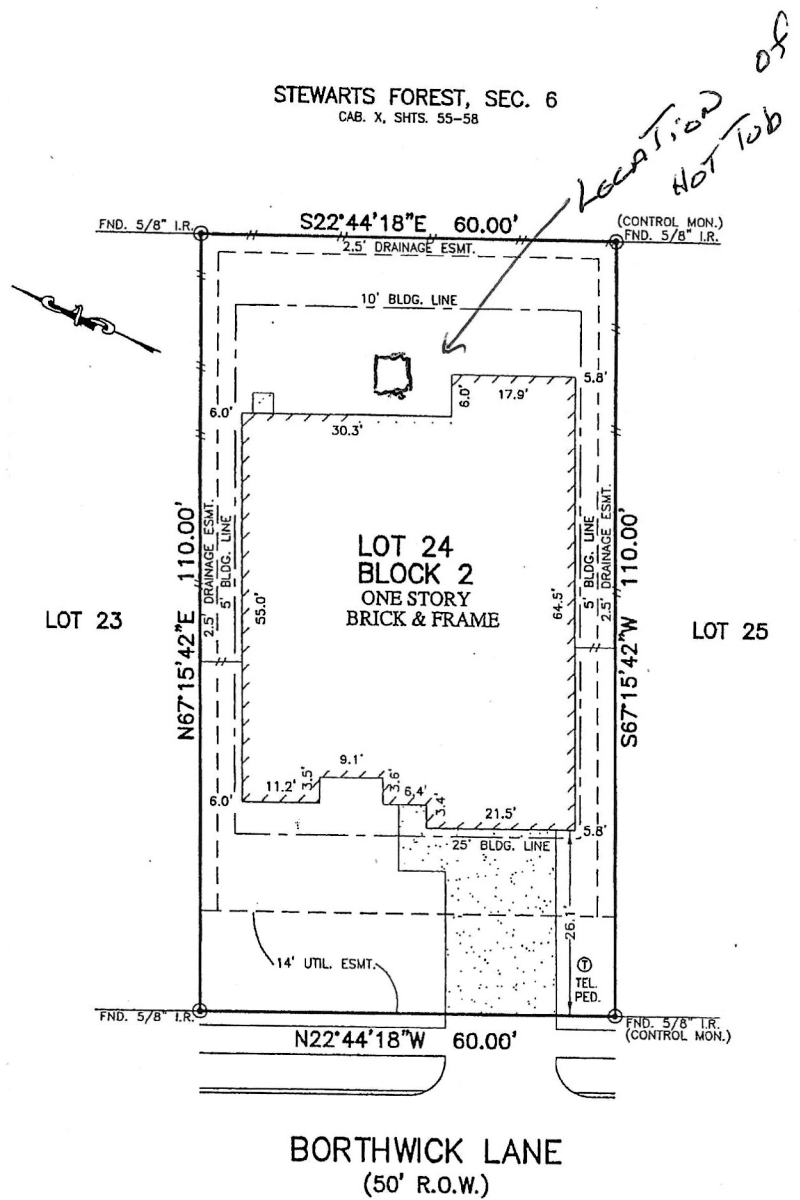 LOCATION of
HOT TUB
STEWARTS FOREST, SEC. 6
CAB. X, SHTS. 55-58
FND. 5/8" I.R.
S22°44'18"E 60.00'
(CONTROL MON.)
FND. 5/8" I.R.
2.5' DRAINAGE ESMT.
10' BLDG. LINE
6.0'
17.9'
5.8'
6.0'
30.3'
N67°15'42"E 110.00'
2.5' DRAINAGE ESMT.
5' BLDG. LINE
55.0'
LOT 24
BLOCK 2
ONE STORY
BRICK & FRAME
64.5'
5' BLDG. LINE
2.5' DRAINAGE ESMT.
S67°15'42"W 110.00'
LOT 23
LOT 25
9.1'
11.2'
3.5'
3.6'
6.4'
3.4'
21.5'
6.0'
5.8'
25' BLDG. LINE
26.1'
14' UTIL. ESMT.
T
TEL.
PED.
FND. 5/8" I.R.
N22°44'18"W 60.00'
FND. 5/8" I.R.
(CONTROL MON.)
BORTHWICK LANE
(50' R.O.W.)